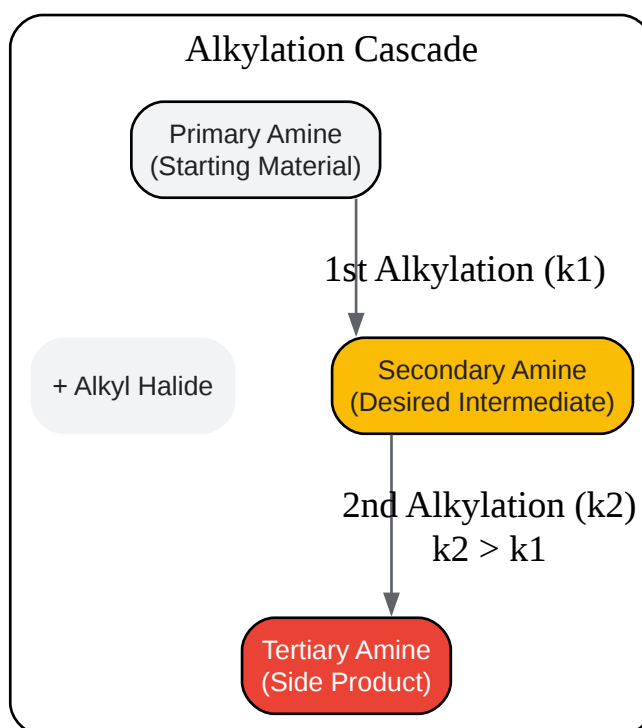 Alkylation Cascade
Primary Amine
(Starting Material)
1st Alkylation (k1)
+ Alkyl Halide
Secondary Amine
(Desired Intermediate)
2nd Alkylation (k2)
k2 > k1
Tertiary Amine
(Side Product)